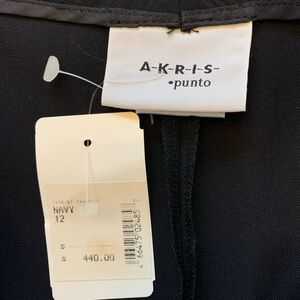 A-K-R-I-S-
•punto
NAVY
12
$ 440.00